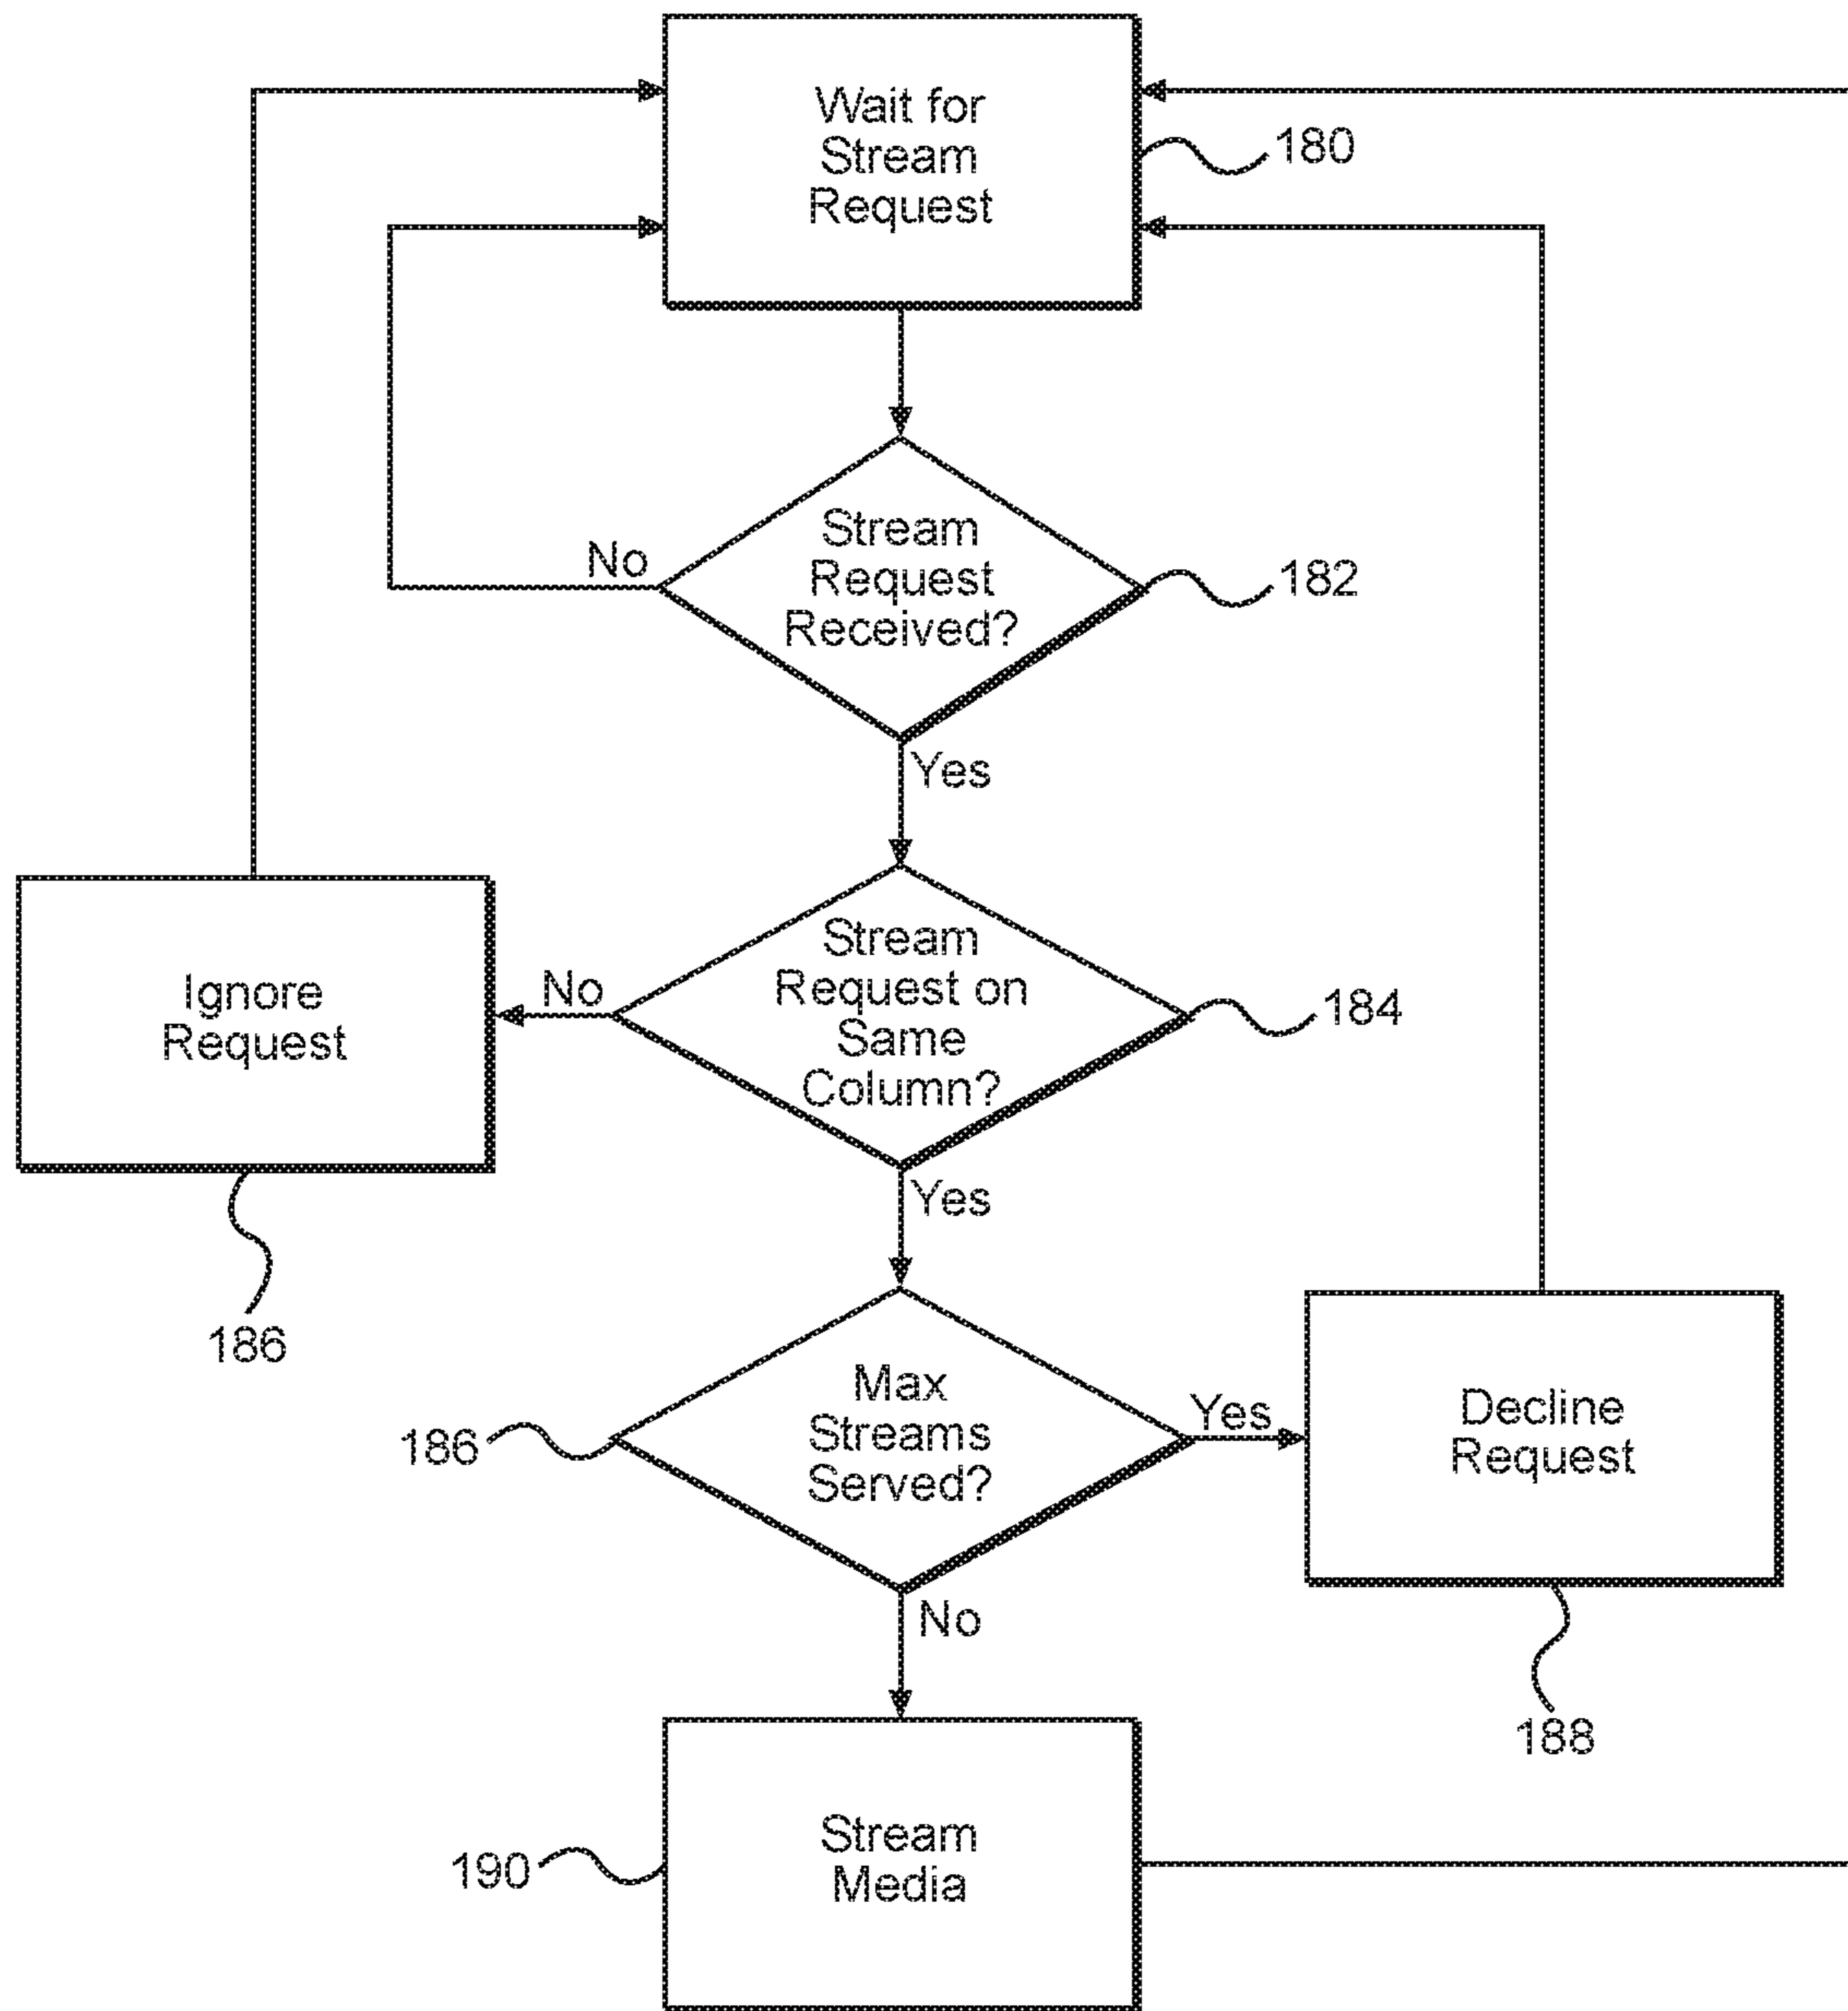 Wait for
Stream
Request
180
Stream
Request
Received?
182
No
Yes
Stream
Request on
Same
Column?
184
No
Ignore
Request
186
Yes
Max
Streams
Served?
186
Yes
Decline
Request
188
No
Stream
Media
190